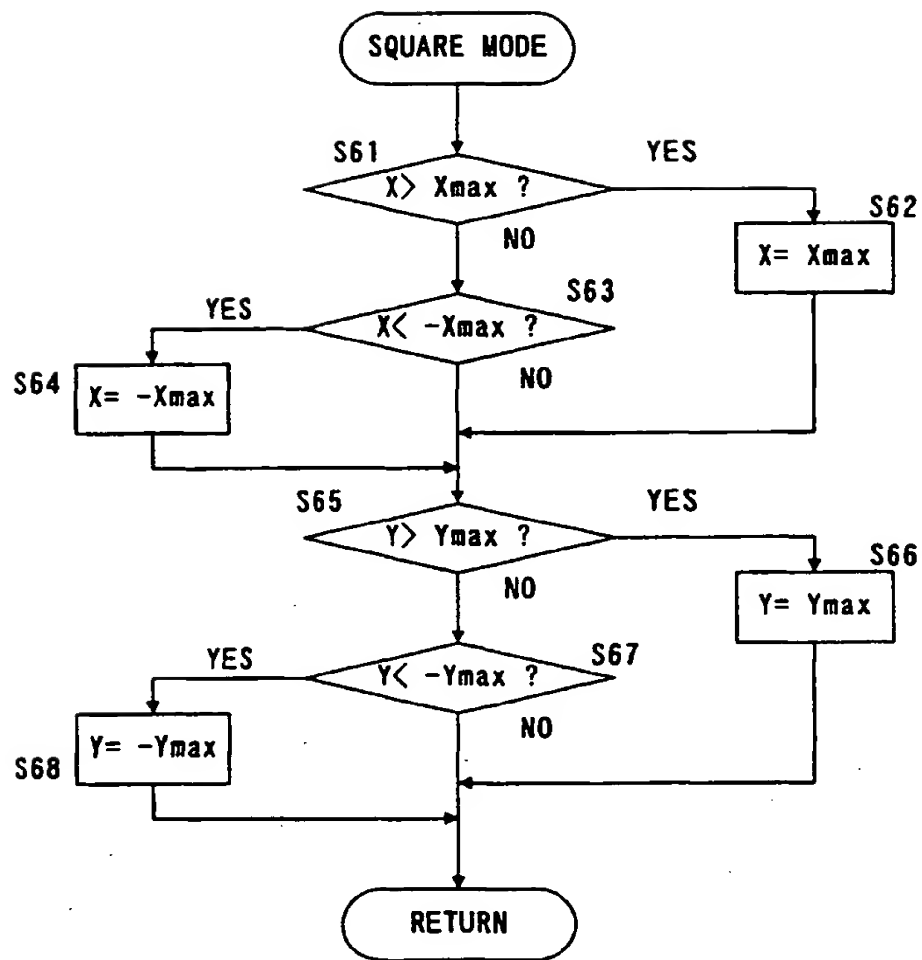 SQUARE MODE
S61
YES
X> Xmax ?
S62
NO
X= Xmax
S63
YES
X< -Xmax ?
S64
NO
X= -Xmax
S65
YES
Y> Ymax ?
S66
NO
Y= Ymax
S67
YES
Y< -Ymax ?
NO
Y= -Ymax
S68
RETURN